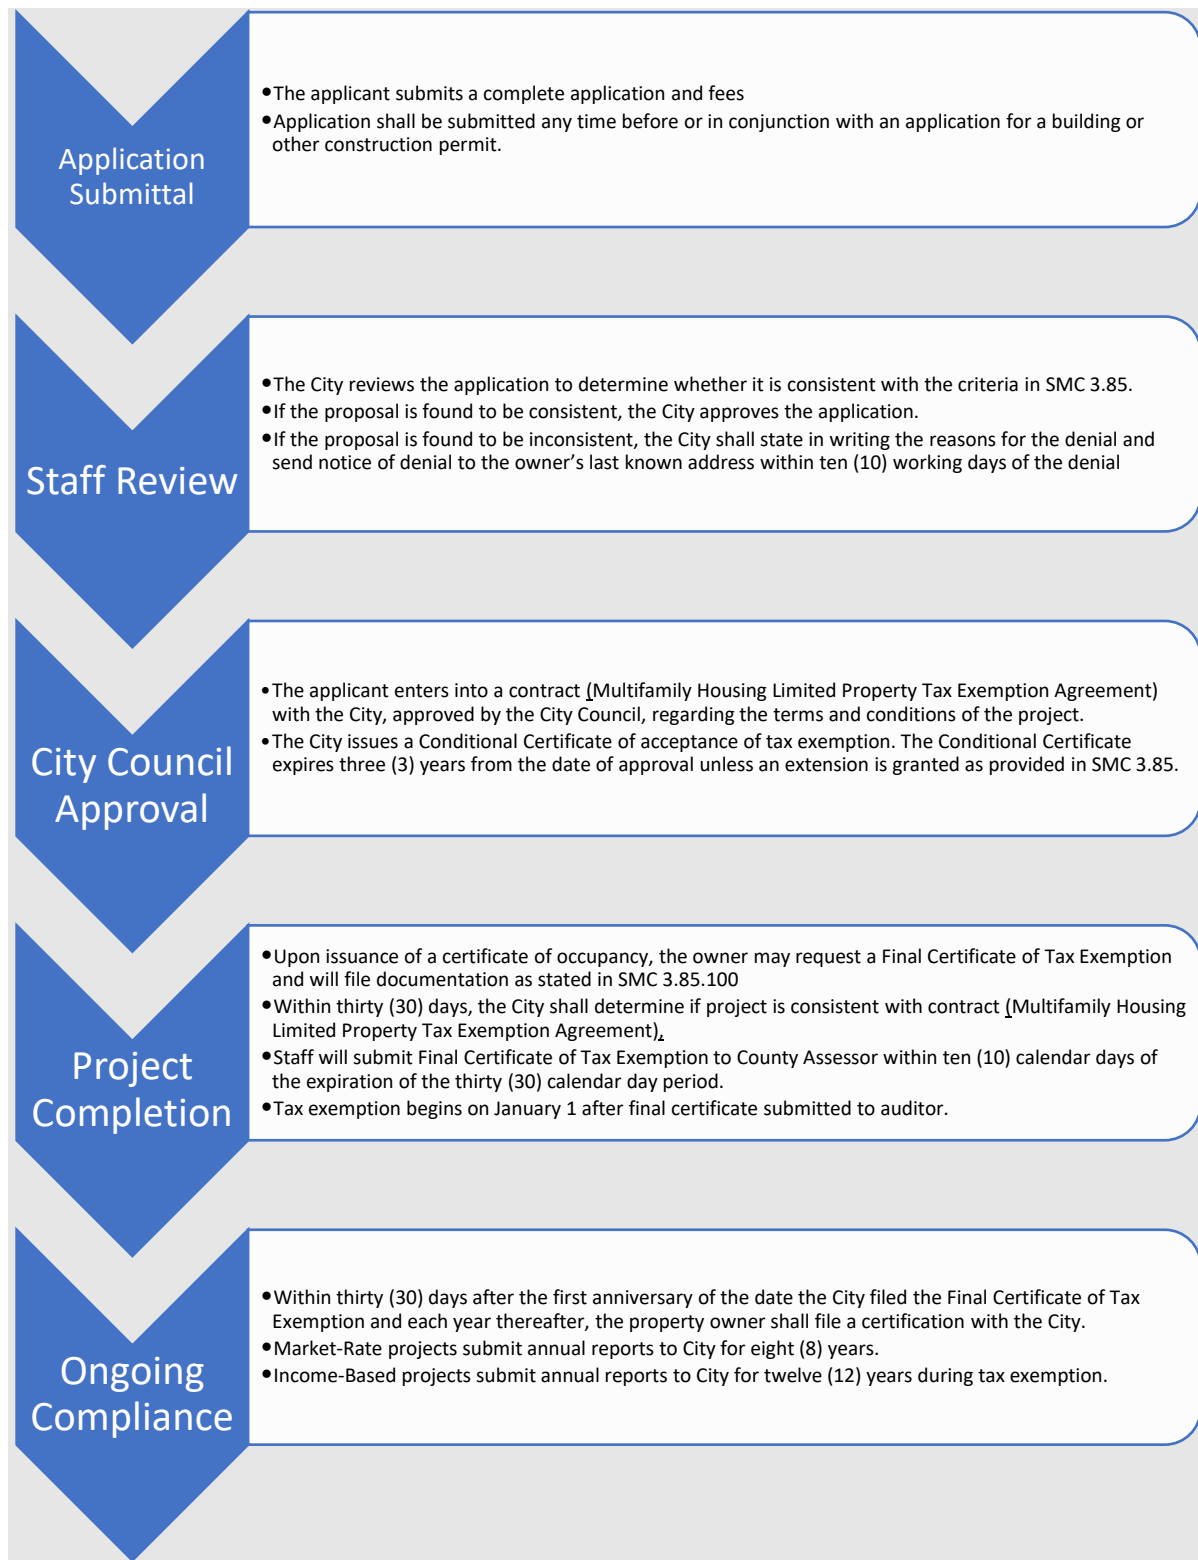 Application
Submittal
•The applicant submits a complete application and fees
•Application shall be submitted any time before or in conjunction with an application for a building or
other construction permit.
Staff Review
•The City reviews the application to determine whether it is consistent with the criteria in SMC 3.85.
•If the proposal is found to be consistent, the City approves the application.
•If the proposal is found to be inconsistent, the City shall state in writing the reasons for the denial and
send notice of denial to the owner’s last known address within ten (10) working days of the denial
City Council
Approval
•The applicant enters into a contract (Multifamily Housing Limited Property Tax Exemption Agreement)
with the City, approved by the City Council, regarding the terms and conditions of the project.
•The City issues a Conditional Certificate of acceptance of tax exemption. The Conditional Certificate
expires three (3) years from the date of approval unless an extension is granted as provided in SMC 3.85.
Project
Completion
•Upon issuance of a certificate of occupancy, the owner may request a Final Certificate of Tax Exemption
and will file documentation as stated in SMC 3.85.100
•Within thirty (30) days, the City shall determine if project is consistent with contract (Multifamily Housing
Limited Property Tax Exemption Agreement),
•Staff will submit Final Certificate of Tax Exemption to County Assessor within ten (10) calendar days of
the expiration of the thirty (30) calendar day period.
•Tax exemption begins on January 1 after final certificate submitted to auditor.
Ongoing
Compliance
•Within thirty (30) days after the first anniversary of the date the City filed the Final Certificate of Tax
Exemption and each year thereafter, the property owner shall file a certification with the City.
•Market-Rate projects submit annual reports to City for eight (8) years.
•Income-Based projects submit annual reports to City for twelve (12) years during tax exemption.